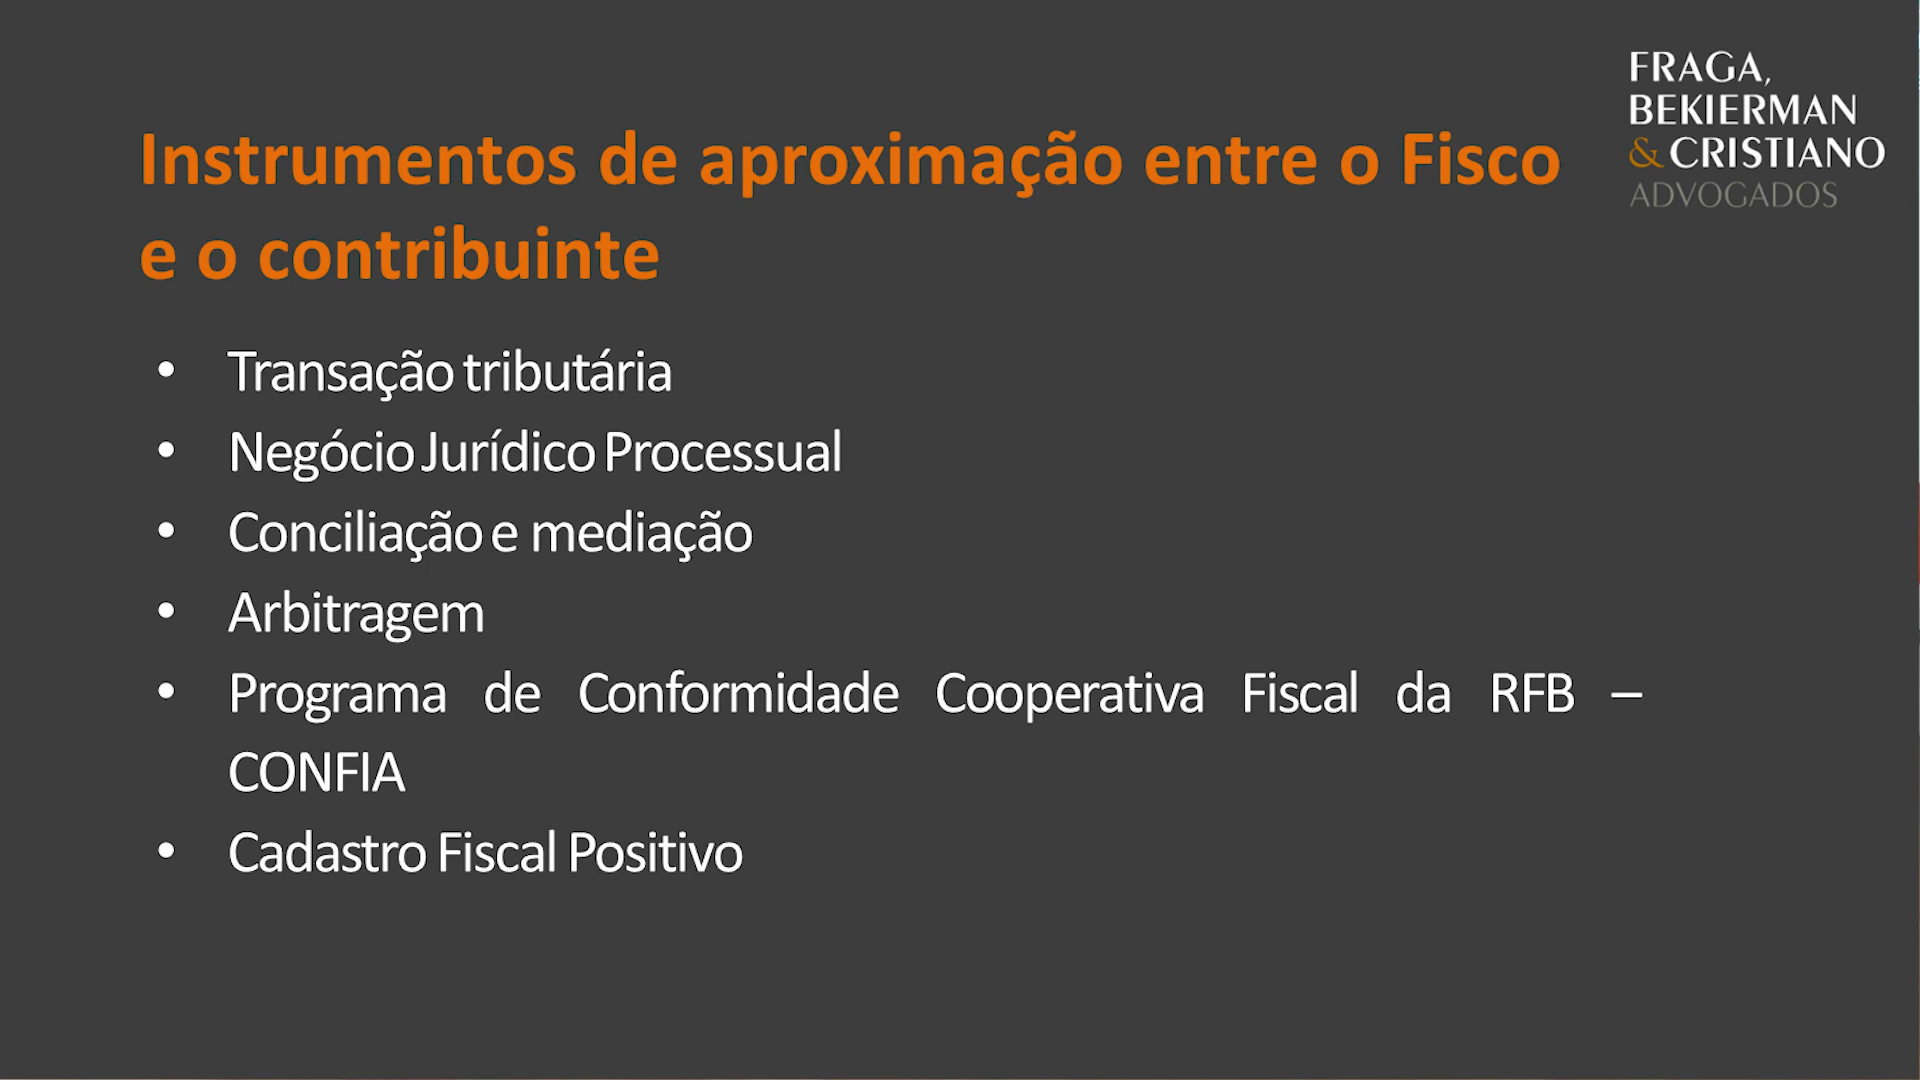 FRAGA,
BEKIERMAN
& CRISTIANO
ADVOGADOS
Instrumentos de aproximação entre o Fisco
e o contribuinte
• Transação tributária
• Negócio Jurídico Processual
• Conciliação e mediação
• Arbitragem
• Programa de Conformidade Cooperativa Fiscal da RFB –
CONFIA
• Cadastro Fiscal Positivo